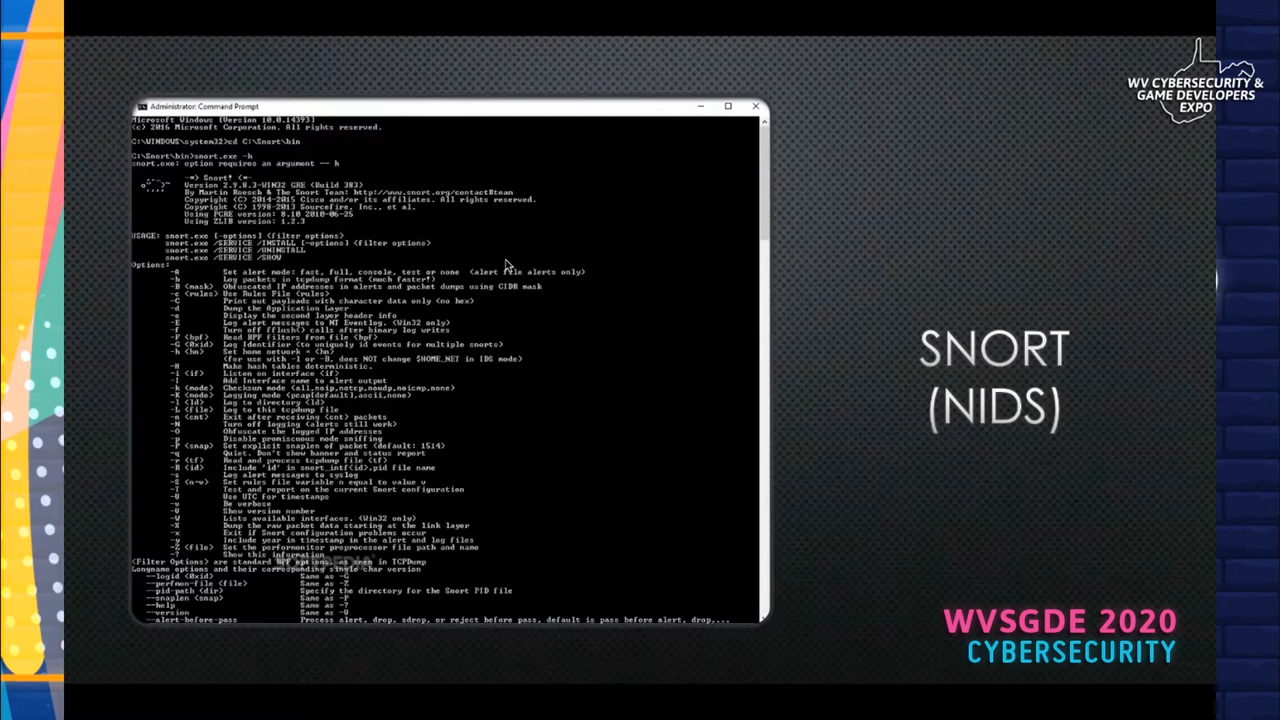 WV CYBERSECURITY &
GAME DEVELOPERS
EXPO
Administrator: Command Prompt
Microsoft Windows [Version 10.0.14393]
(c) 2016 Microsoft Corporation. All rights reserved.
C:\WINDOWS\system32>cd C:\Snort\bin
C:\Snort\bin>snort.exe -h
snort.exe: option requires an argument -- h
,,_ -*> Snort! <*-
o" )~ Version 2.9.8.3-WIN32 GRE (Build 383)
'''' By Martin Roesch & The Snort Team: http://www.snort.org/contact#team
Copyright (C) 2014-2015 Cisco and/or its affiliates. All rights reserved.
Copyright (C) 1998-2013 Sourcefire, Inc., et al.
Using PCRE version: 8.10 2010-06-25
Using ZLIB version: 1.2.3
USAGE: snort.exe [-options] <filter options>
snort.exe /SERVICE /INSTALL [-options] <filter options>
snort.exe /SERVICE /UNINSTALL
snort.exe /SERVICE /SHOW
Options:
-A Set alert mode: fast, full, console, test or none (alert file alerts only)
-b Log packets in tcpdump format (much faster!)
-B <mask> Obfuscated IP addresses in alerts and packet dumps using CIDR mask
-c <rules> Use Rules File <rules>
-C Print out payloads with character data only (no hex)
-d Dump the Application Layer
-e Display the second layer header info
-E Log alert messages to NT Eventlog. (Win32 only)
-f Turn off fflush() calls after binary log writes
-F <bpf> Read BPF filters from file <bpf>
-G <0xid> Log Identifier (to uniquely id events for multiple snorts)
-h <hn> Set home network = <hn>
(for use with -l or -B, does NOT change $HOME_NET in IDS mode)
-H Make hash tables deterministic.
-i <if> Listen on interface <if>
-I Add Interface name to alert output
-k <mode> Checksum mode (all,noip,notcp,noudp,noicmp,none)
-K <mode> Logging mode (pcap[default],ascii,none)
-l <ld> Log to directory <ld>
-L <file> Log to this tcpdump file
-n <cnt> Exit after receiving <cnt> packets
-N Turn off logging (alerts still work)
-O Obfuscate the logged IP addresses
-p Disable promiscuous mode sniffing
-P <snap> Set explicit snaplen of packet (default: 1514)
-q Quiet. Don't show banner and status report
-r <tf> Read and process tcpdump file <tf>
-R <id> Include 'id' in snort_intf<id>.pid file name
-s Log alert messages to syslog
-S <n=v> Set rules file variable n equal to value v
-T Test and report on the current Snort configuration
-U Use UTC for timestamps
-v Be verbose
-V Show version number
-W Lists available interfaces. (Win32 only)
-X Dump the raw packet data starting at the link layer
-x Exit if Snort configuration problems occur
-y Include year in timestamp in the alert and log files
-Z <file> Set the performonitor preprocessor file path and name
-? Show this information
<Filter Options> are standard BPF options, as seen in TCPDump
Longname options and their corresponding single char version
--logid <0xid> Same as -G
--perfmon-file <file> Same as -Z
--pid-path <dir> Specify the directory for the Snort PID file
--snaplen <snap> Same as -P
--help Same as -?
--version Same as -V
--alert-before-pass Process alert, drop, sdrop, or reject before pass, default is pass before alert, drop,...
SNORT
(NIDS)
WVSGDE 2020
CYBERSECURITY